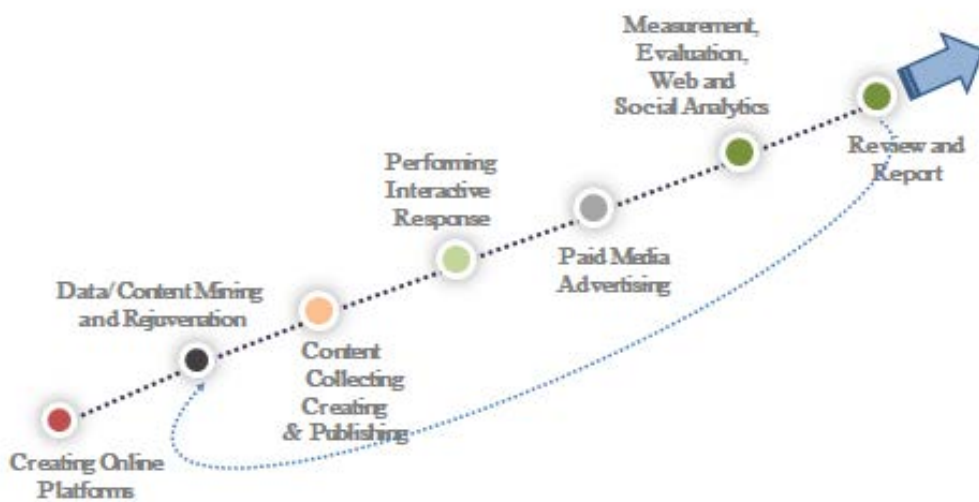 Measurement,
Evaluation,
Web and
Social Analytics
Review and
Report
Performing
Interactive
Response
Paid Media
Advertising
Data/Content Mining
and Rejuvenation
Content
Collecting
Creating
& Publishing
Creating Online
Platforms